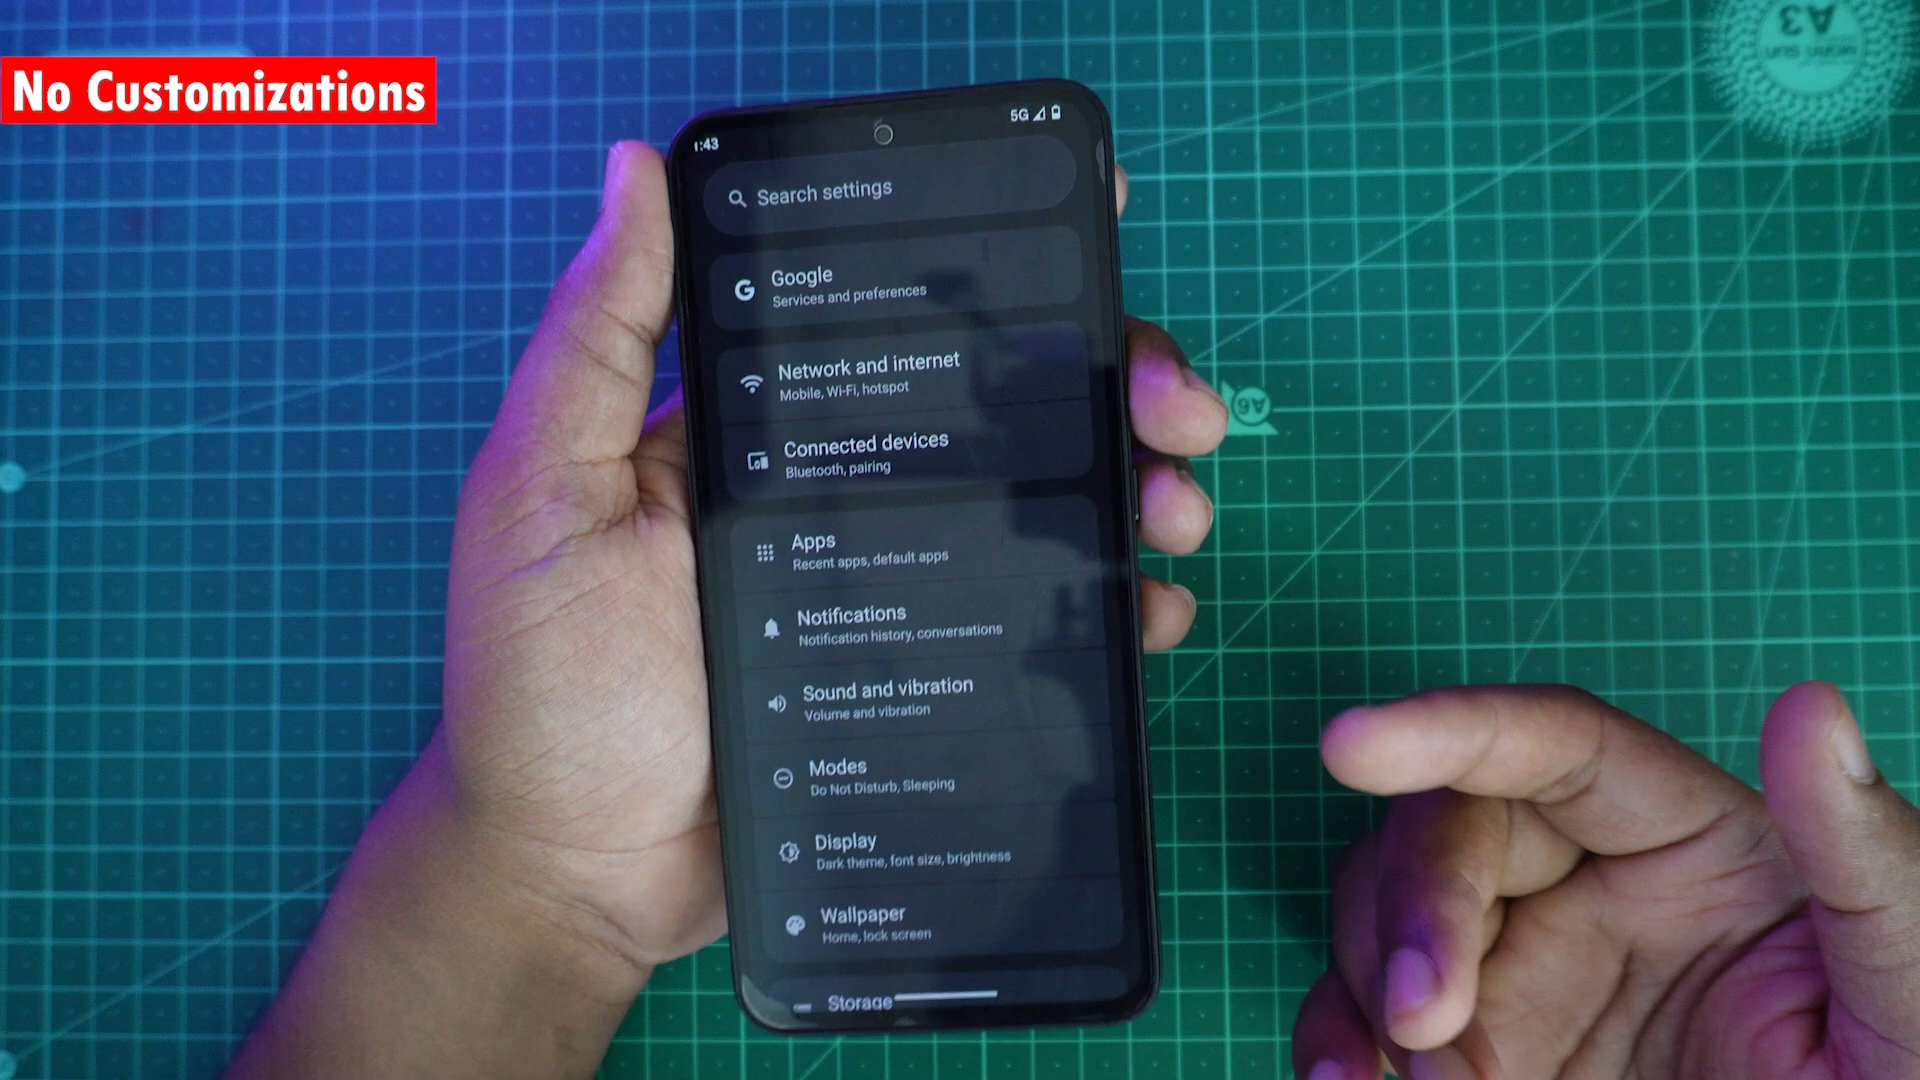 No Customizations
1:43
5G
Search settings
Google
Services and preferences
Network and internet
Mobile, Wi-Fi, hotspot
Connected devices
Bluetooth, pairing
Apps
Recent apps, default apps
Notifications
Notification history, conversations
Sound and vibration
Volume and vibration
Modes
Do Not Disturb, Sleeping
Display
Dark theme, font size, brightness
Wallpaper
Home, lock screen
Storage
A3
A6